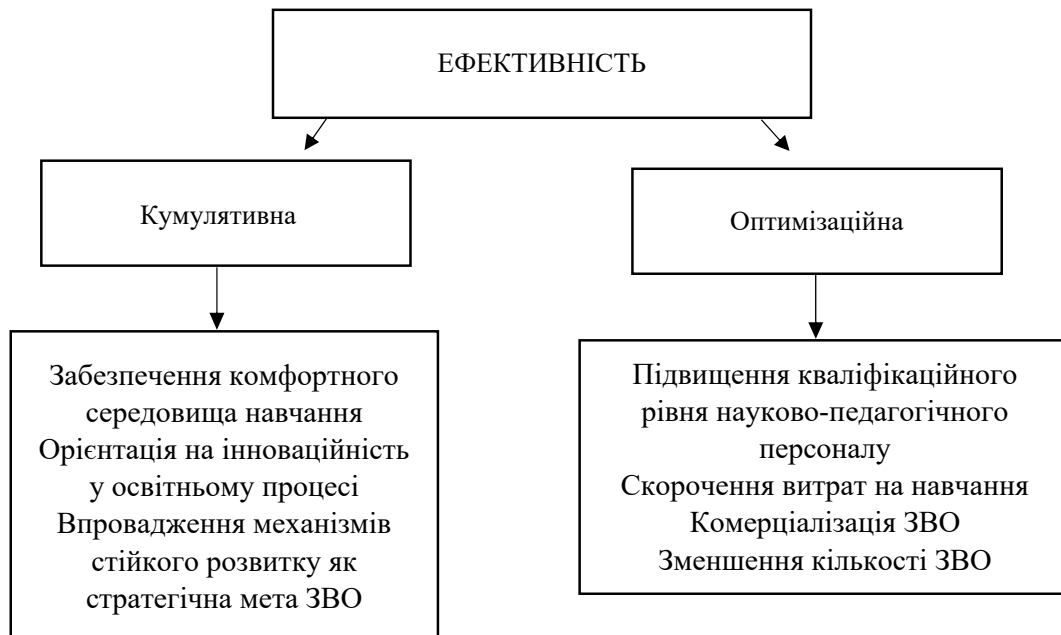 ЕФЕКТИВНІСТЬ
Кумулятивна
Оптимізаційна
Забезпечення комфортного
середовища навчання
Орієнтація на інноваційність
у освітньому процесі
Впровадження механізмів
стійкого розвитку як
стратегічна мета ЗВО
Підвищення кваліфікаційного
рівня науково-педагогічного
персоналу
Скорочення витрат на навчання
Комерціалізація ЗВО
Зменшення кількості ЗВО